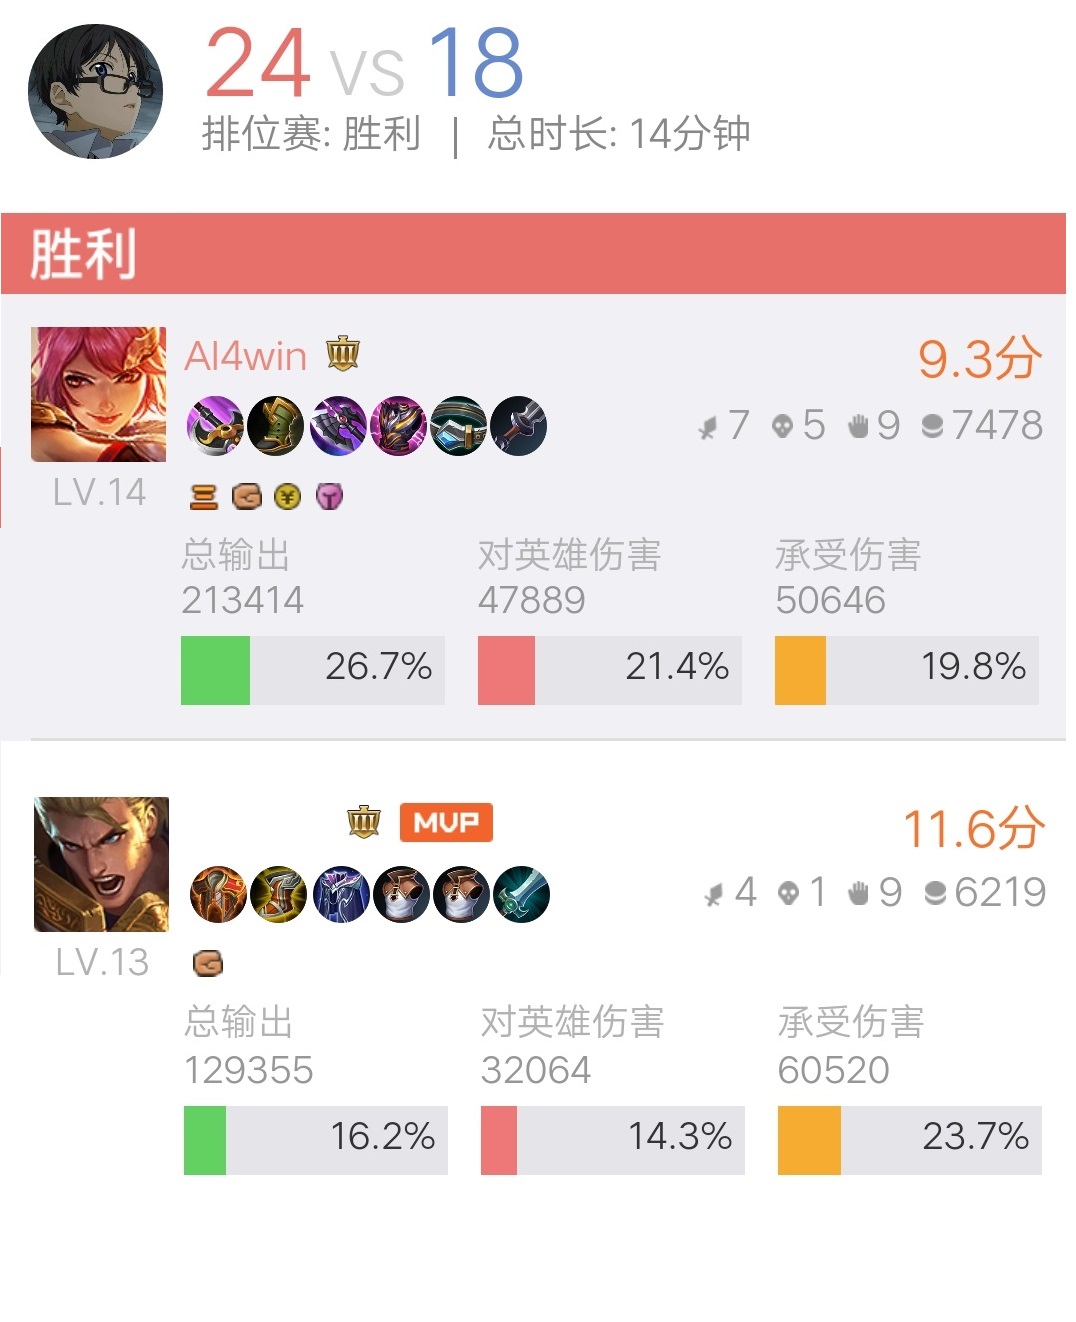 24 VS 18
排位赛: 胜利 | 总时长: 14分钟
胜利
AI4win III 9.3分
7 5 9 7478
LV.14
总输出 对英雄伤害 承受伤害
213414 47889 50646
26.7% 21.4% 19.8%
III MVP 11.6分
4 1 9 6219
LV.13
总输出 对英雄伤害 承受伤害
129355 32064 60520
16.2% 14.3% 23.7%